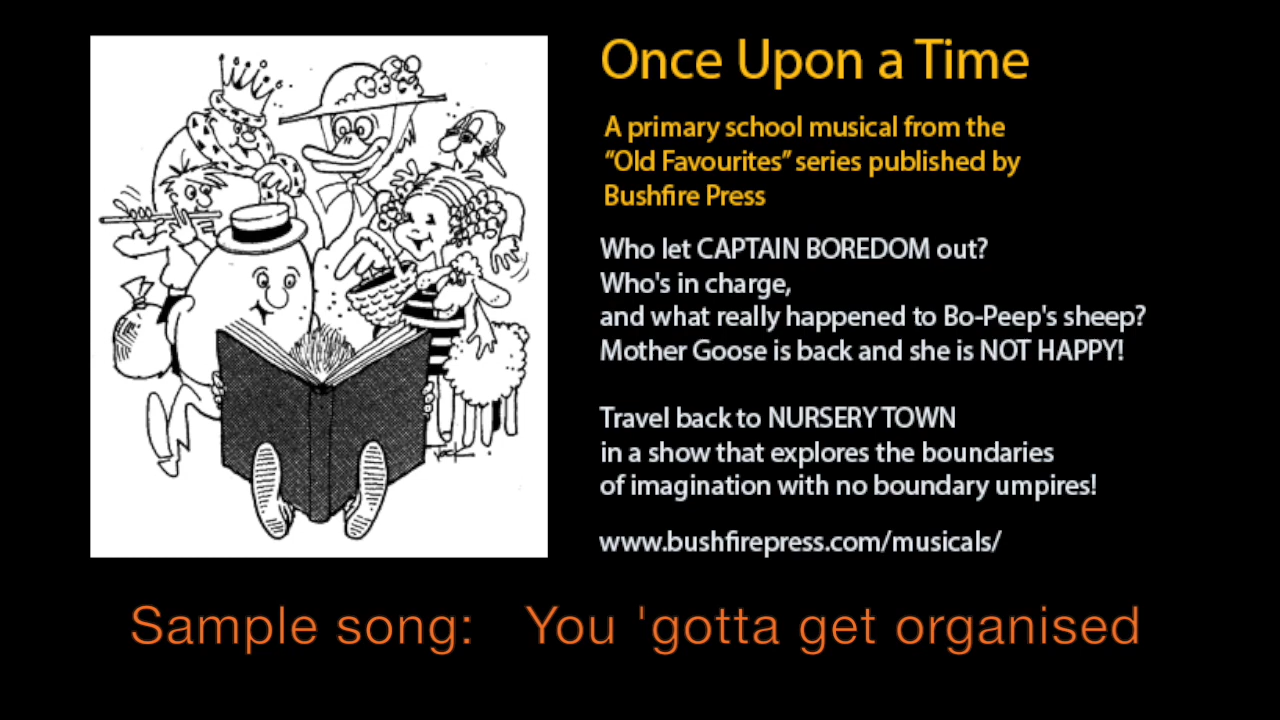 Once Upon a Time
A primary school musical from the
“Old Favourites” series published by
Bushfire Press
Who let CAPTAIN BOREDOM out?
Who's in charge,
and what really happened to Bo-Peep's sheep?
Mother Goose is back and she is NOT HAPPY!
Travel back to NURSERY TOWN
in a show that explores the boundaries
of imagination with no boundary umpires!
www.bushfirepress.com/musicals/
Sample song: You 'gotta get organised